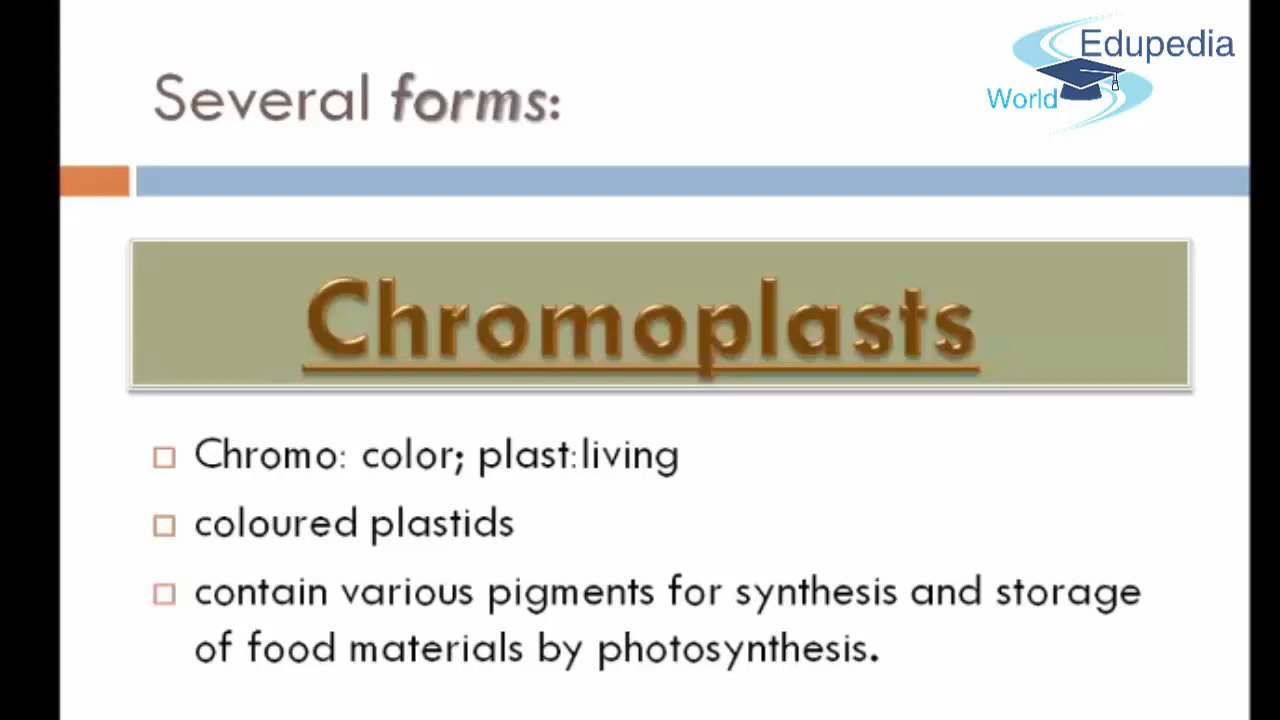 Edupedia
World
Several forms:
Chromoplasts
Chromo: color; plast:living
coloured plastids
contain various pigments for synthesis and storage
of food materials by photosynthesis.